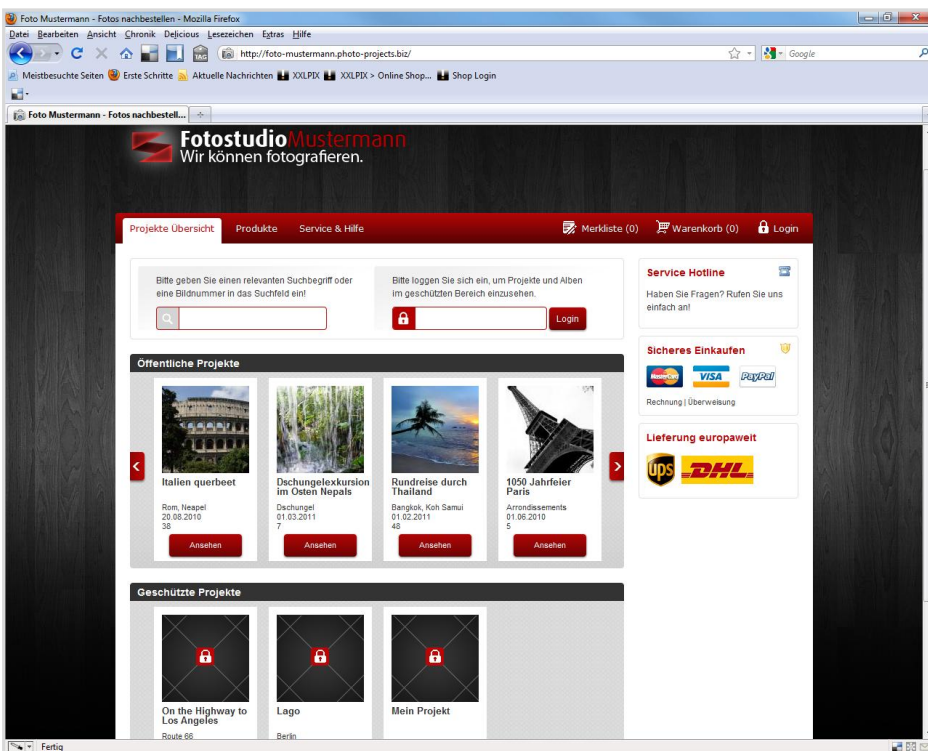 Foto Mustermann - Fotos nachbestellen - Mozilla Firefox
Datei Bearbeiten Ansicht Chronik Delicious Lesezeichen Extras Hilfe
TAG http://foto-mustermann.photo-projects.biz/ Google
Meistbesuchte Seiten Erste Schritte Aktuelle Nachrichten XXLPIX XXLPIX > Online Shop... Shop Login
Foto Mustermann - Fotos nachbestell...
FotostudioMustermann
Wir können fotografieren.
Projekte Übersicht Produkte Service & Hilfe Merkliste (0) Warenkorb (0) Login
Bitte geben Sie einen relevanten Suchbegriff oder
eine Bildnummer in das Suchfeld ein!
Bitte loggen Sie sich ein, um Projekte und Alben
im geschützten Bereich einzusehen.
Login
Service Hotline
Haben Sie Fragen? Rufen Sie uns
einfach an!
Sicheres Einkaufen
MasterCard VISA PayPal
Rechnung | Überweisung
Lieferung europaweit
ups DHL
Öffentliche Projekte
Italien querbeet
Rom, Neapel
20.08.2010
38
Ansehen
Dschungelexkursion
im Osten Nepals
Dschungel
01.03.2011
7
Ansehen
Rundreise durch
Thailand
Bangkok, Koh Samui
01.02.2011
48
Ansehen
1050 Jahrfeier
Paris
Arrondissements
01.06.2010
5
Ansehen
Geschützte Projekte
On the Highway to
Los Angeles
Route 66
Lago
Berlin
Mein Projekt
Fertig